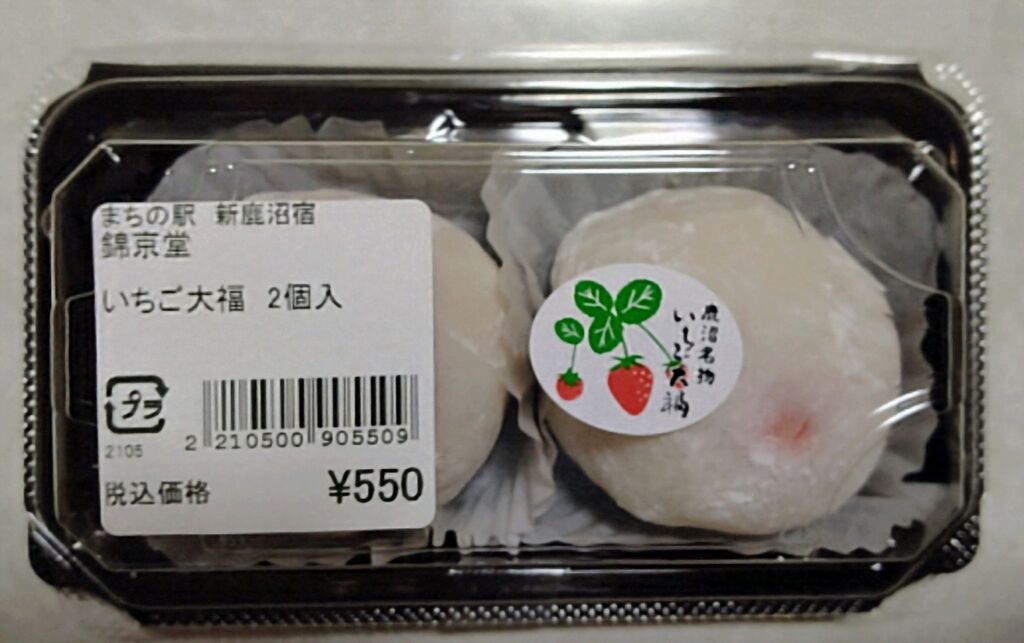 まちの駅 新鹿沼宿
錦京堂
いちご大福 2個入
プラ
2105
2 210500 905509
税込価格 ¥550
鹿沼名物
いちご大福